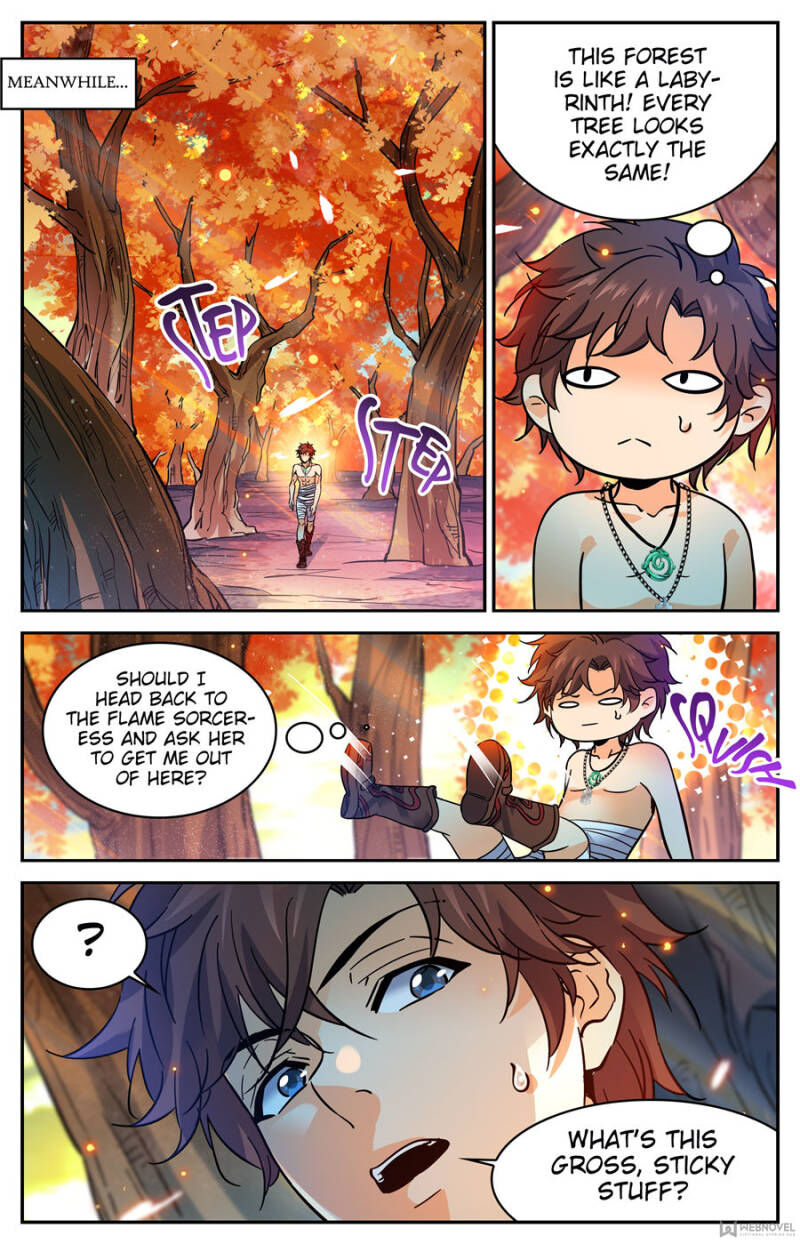 MEANWHILE...
STEP
STEP
THIS FOREST
IS LIKE A LABY-
RINTH! EVERY
TREE LOOKS
EXACTLY THE
SAME!
SHOULD I
HEAD BACK TO
THE FLAME SORCER-
ESS AND ASK HER
TO GET ME OUT
OF HERE?
SQUISH
?
WHAT'S THIS
GROSS, STICKY
STUFF?
WEBNOVEL